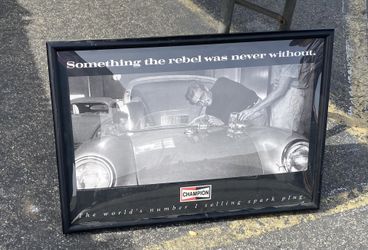 Something the rebel was never without.
CHAMPION
The world's number 1 selling spark plug.